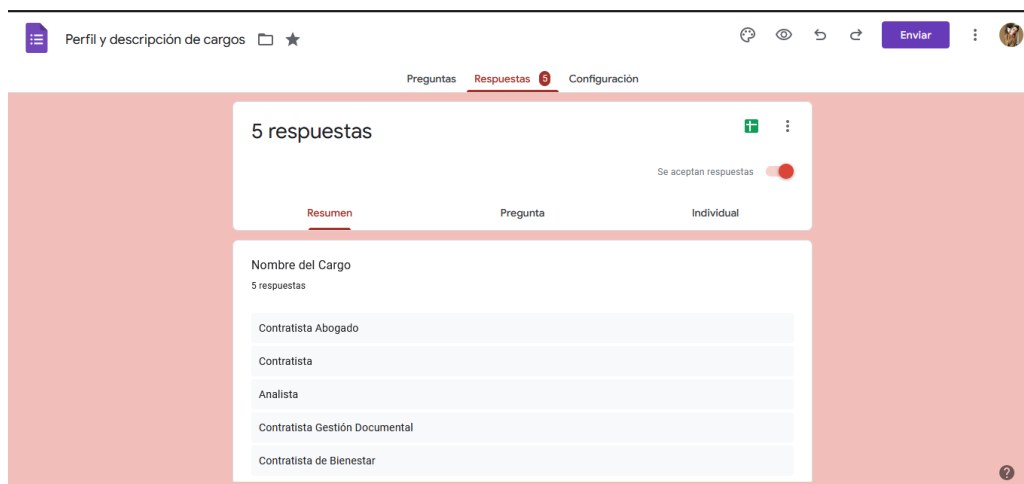 Perfil y descripción de cargos
Enviar
Preguntas Respuestas 5 Configuración
5 respuestas
Se aceptan respuestas
Resumen Pregunta Individual
Nombre del Cargo
5 respuestas
Contratista Abogado
Contratista
Analista
Contratista Gestión Documental
Contratista de Bienestar